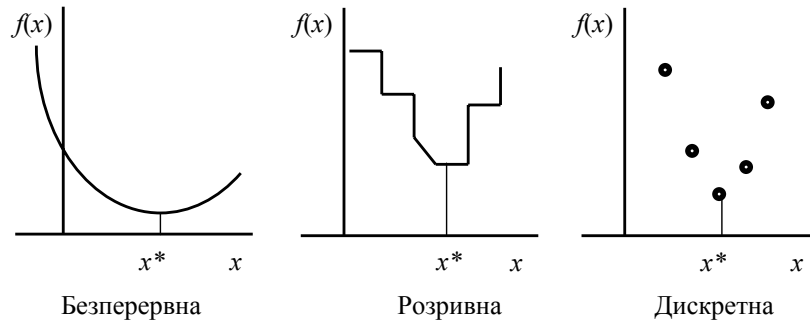 f(x)
x*
x
Безперервна
f(x)
x*
x
Розривна
f(x)
x*
x
Дискретна